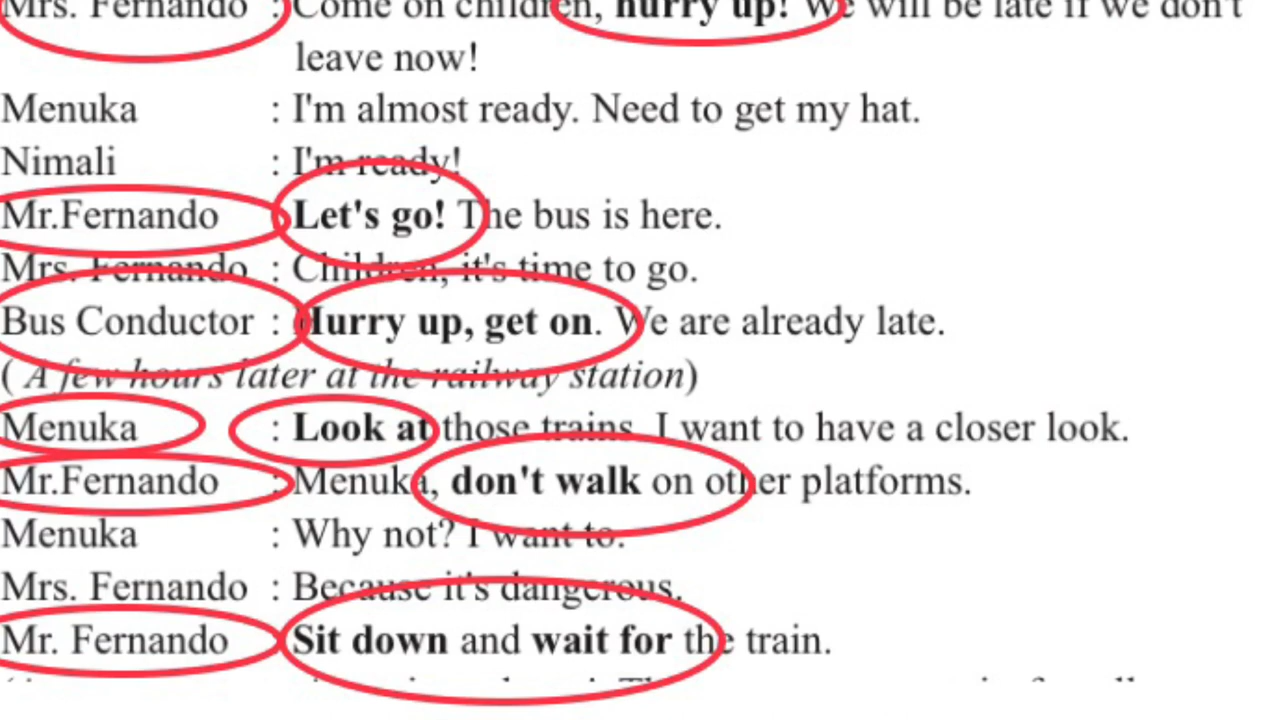 Mrs. Fernando : Come on children, hurry up! We will be late if we don't
leave now!
Menuka : I'm almost ready. Need to get my hat.
Nimali : I'm ready!
Mr.Fernando : Let's go! The bus is here.
Mrs. Fernando : Children, it's time to go.
Bus Conductor : Hurry up, get on. We are already late.
( A few hours later at the railway station)
Menuka : Look at those trains. I want to have a closer look.
Mr.Fernando : Menuka, don't walk on other platforms.
Menuka : Why not? I want to.
Mrs. Fernando : Because it's dangerous.
Mr. Fernando : Sit down and wait for the train.